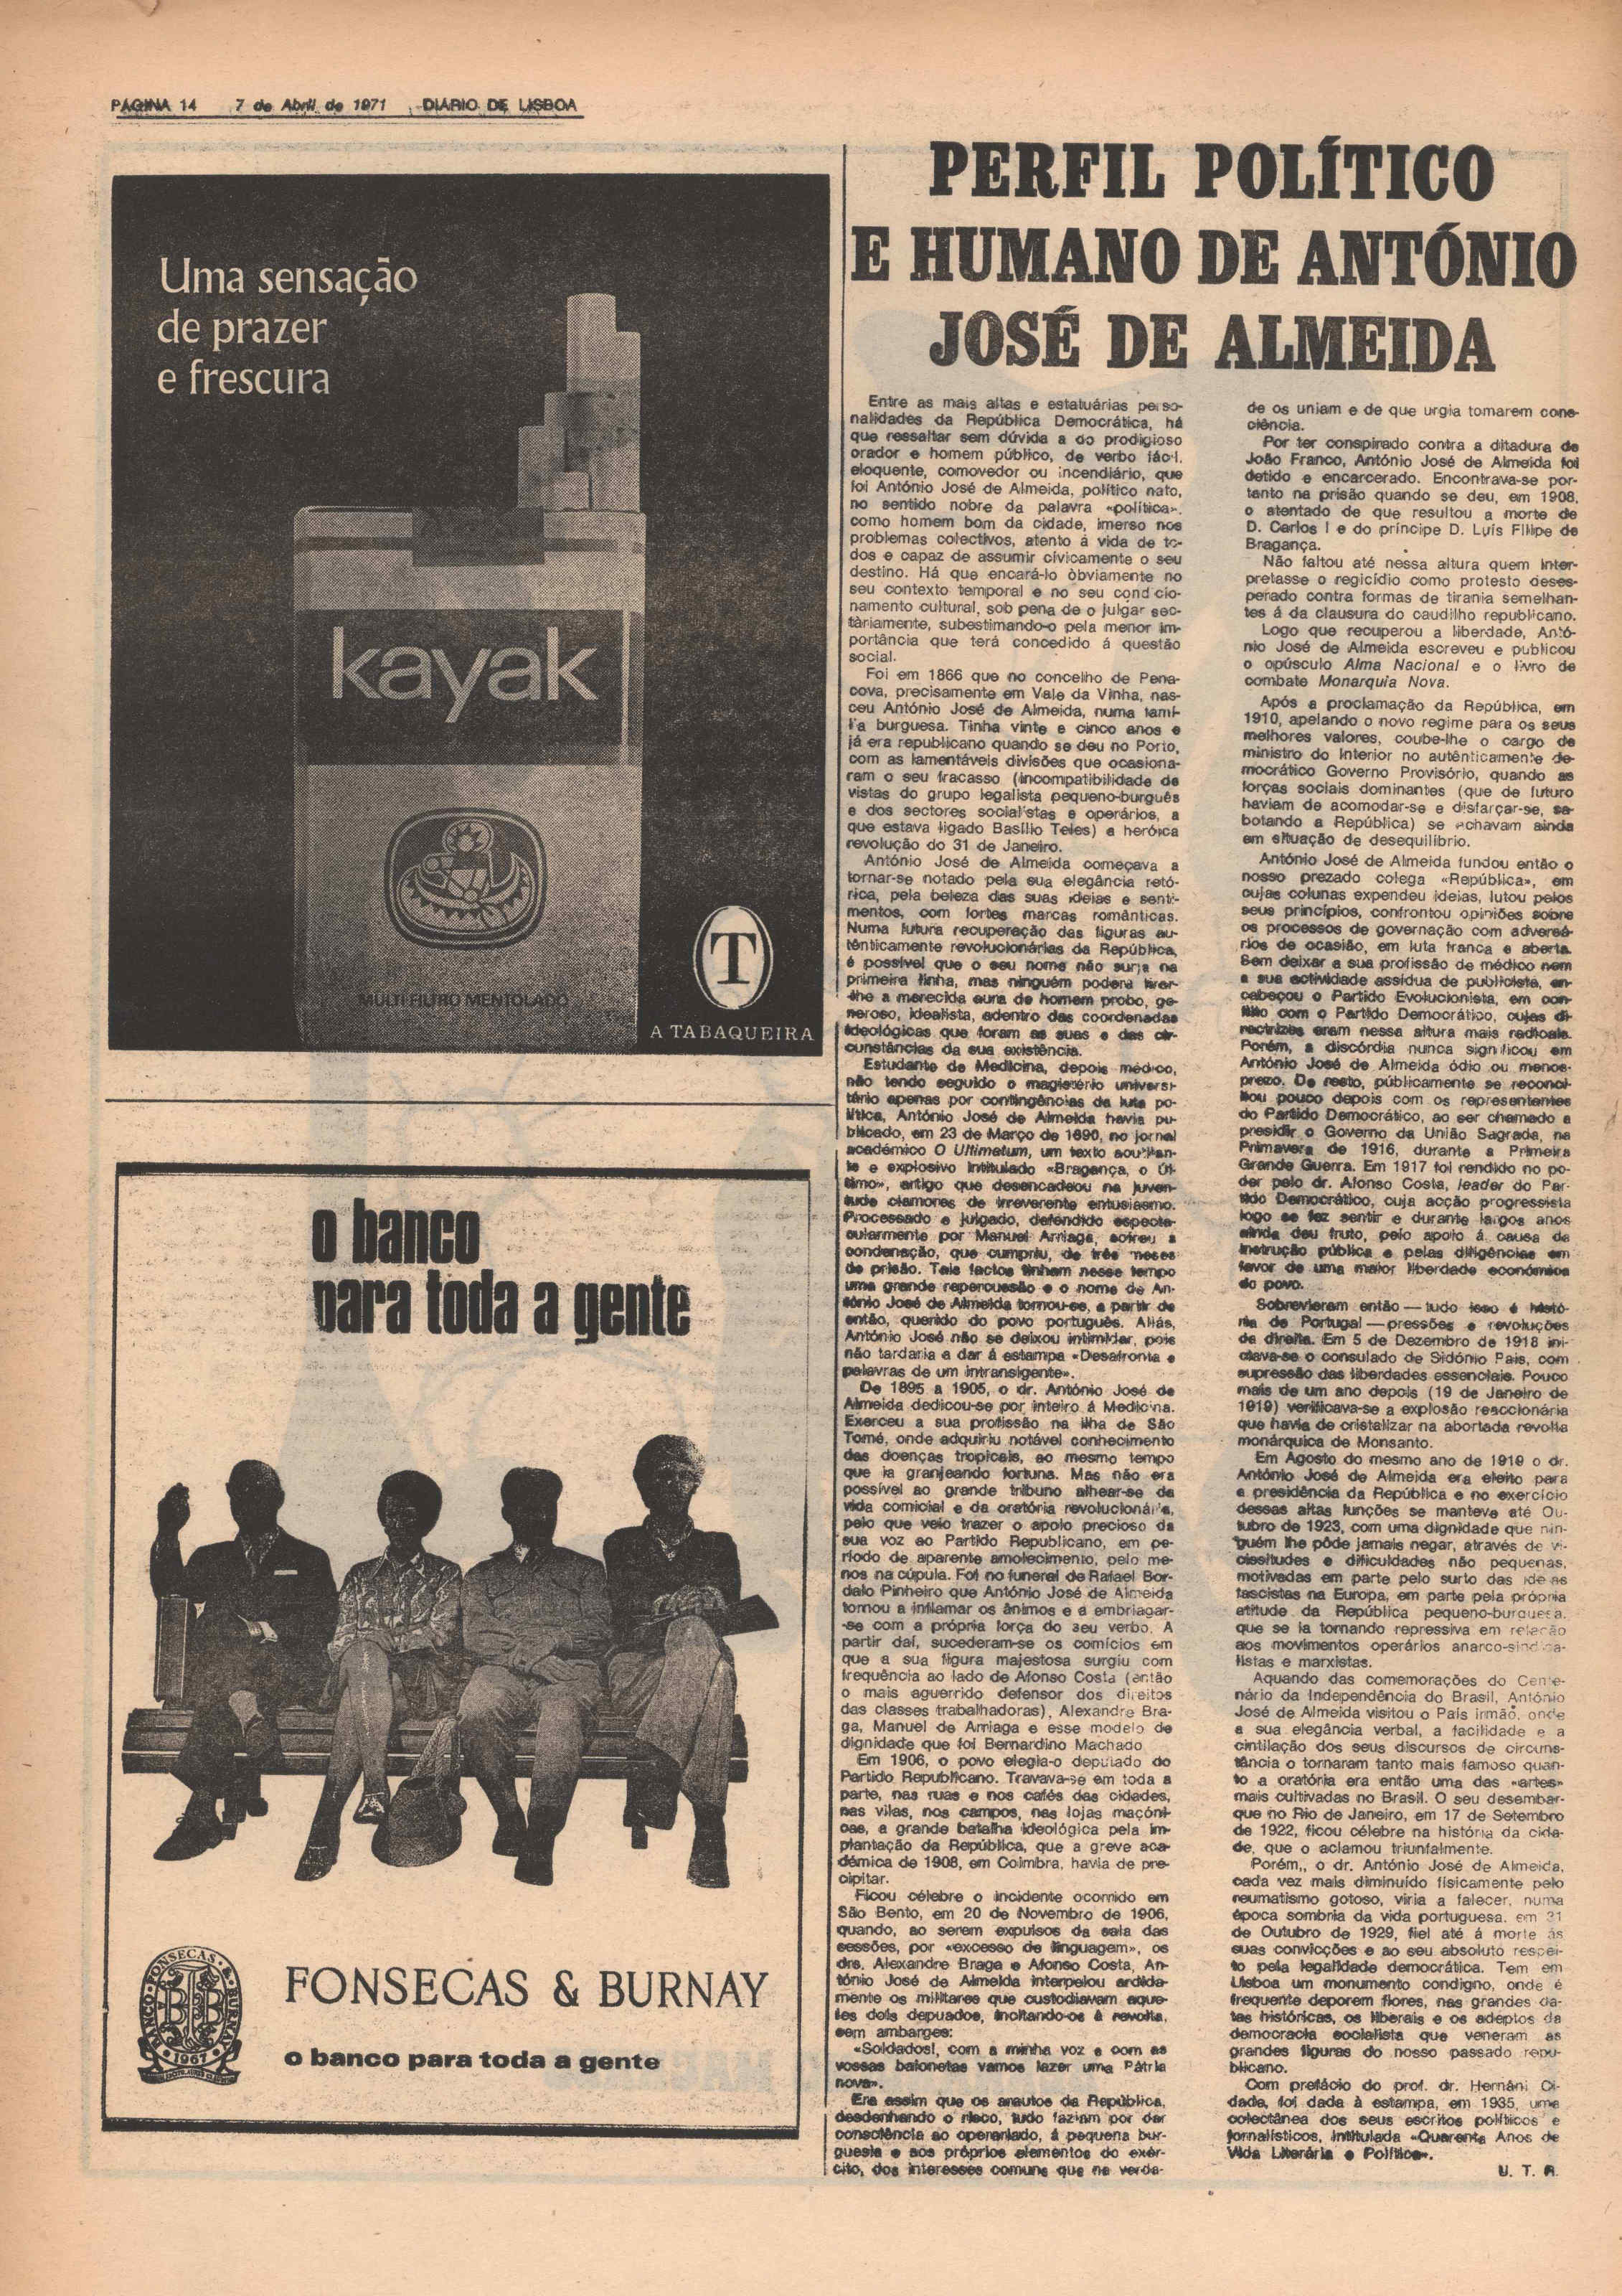 PÁGINA 14 7 de Abril de 1971 DIÁRIO DE LISBOA
Uma sensação
de prazer
e frescura
kayak
MULTI FILTRO MENTOLADO
T
A TABAQUEIRA
o banco
para toda a gente
BANCO FONSECAS & BURNAY
1967
FONSECAS & BURNAY
o banco para toda a gente
PERFIL POLÍTICO
E HUMANO DE ANTÓNIO
JOSÉ DE ALMEIDA
Entre as mais altas e estatuárias perso-
nalidades da República Democrática, há
que ressaltar sem dúvida a do prodigioso
orador e homem público, de verbo fácil,
eloquente, comovedor ou incendiário, que
foi António José de Almeida, político nato,
no sentido nobre da palavra «política»,
como homem bom da cidade, imerso nos
problemas colectivos, atento á vida de to-
dos e capaz de assumir cívicamente o seu
destino. Há que encará-lo òbviamente no
seu contexto temporal e no seu condicio-
namento cultural, sob pena de o julgar sec-
tàriamente, subestimando-o pela menor im-
portância que terá concedido á questão
social.
Foi em 1866 que no concelho de Pena-
cova, precisamente em Vale da Vinha, nas-
ceu António José de Almeida, numa famí-
lia burguesa. Tinha vinte e cinco anos e
já era republicano quando se deu no Porto,
com as lamentáveis divisões que ocasiona-
ram o seu fracasso (incompatibilidade de
vistas do grupo legalista pequeno-burguês
e dos sectores socialistas e operários, a
que estava ligado Basílio Teles) a heróica
revolução do 31 de Janeiro.
António José de Almeida começava a
tornar-se notado pela sua elegância retó-
rica, pela beleza das suas ideias e senti-
mentos, com fortes marcas românticas.
Numa futura recuperação das figuras au-
tênticamente revolucionárias da República,
é possível que o seu nome não surja na
primeira linha, mas ninguém poderá tirar-
-lhe a merecida aura de homem probo, ge-
neroso, idealista, adentro das coordenadas
ideológicas que foram as suas e das cir-
cunstâncias da sua existência.
Estudante de Medicina, depois médico,
não tendo seguido o magistério universi-
tário apenas por contingências da luta po-
lítica, António José de Almeida havia pu-
blicado, em 23 de Março de 1890, no jornal
académico O Ultimatum, um texto acutilan-
te e explosivo intitulado «Bragança, o Úl-
timo», artigo que desencadeou na juven-
tude clamores de irreverente entusiasmo.
Processado e julgado, defendido especta-
cularmente por Manuel Arriaga, sofreu a
condenação, que cumpriu, de três meses
de prisão. Tais factos tinham nesse tempo
uma grande repercussão e o nome de An-
tónio José de Almeida tornou-se, a partir de
então, querido do povo português. Aliás,
António José não se deixou intimidar, pois
não tardaria a dar á estampa «Desafronta e
palavras de um intransigente».
De 1895 a 1905, o dr. António José de
Almeida dedicou-se por inteiro á Medicina.
Exerceu a sua profissão na ilha de São
Tomé, onde adquiriu notável conhecimento
das doenças tropicais, ao mesmo tempo
que ia granjeando fortuna. Mas não era
possível ao grande tribuno alhear-se da
vida comicial e da oratória revolucionária,
pelo que veio trazer o apoio precioso da
sua voz ao Partido Republicano, em pe-
ríodo de aparente amolecimento, pelo me-
nos na cúpula. Foi no funeral de Rafael Bor-
dalo Pinheiro que António José de Almeida
tornou a inflamar os ânimos e a embriagar-
-se com a própria força do seu verbo. A
partir daí, sucederam-se os comícios em
que a sua figura majestosa surgiu com
frequência ao lado de Afonso Costa (então
o mais aguerrido defensor dos direitos
das classes trabalhadoras), Alexandre Bra-
ga, Manuel de Arriaga e esse modelo de
dignidade que foi Bernardino Machado.
Em 1906, o povo elegia-o deputado do
Partido Republicano. Travava-se em toda a
parte, nas ruas e nos cafés das cidades,
nas vilas, nos campos, nas lojas maçóni-
cas, a grande batalha ideológica pela im-
plantação da República, que a greve aca-
démica de 1908, em Coimbra, havia de pre-
cipitar.
Ficou célebre o incidente ocorrido em
São Bento, em 20 de Novembro de 1906,
quando, ao serem expulsos da sala das
sessões, por «excesso de linguagem», os
drs. Alexandre Braga e Afonso Costa, An-
tónio José de Almeida interpelou ardida-
mente os militares que custodiavam aque-
les dois depuados, incitando-os á revolta,
sem ambarges:
«Soldados!, com a minha voz e com as
vossas baionetas vamos fazer uma Pátria
nova».
Era assim que os arautos da República,
desdenhando o risco, tudo faziam por dar
consciência ao operariado, á pequena bur-
guesia e aos próprios elementos do exér-
cito, dos interesses comuns que na verda-
de os uniam e de que urgia tomarem cons-
ciência.
Por ter conspirado contra a ditadura de
João Franco, António José de Almeida foi
detido e encarcerado. Encontrava-se por-
tanto na prisão quando se deu, em 1908,
o atentado de que resultou a morte de
D. Carlos I e do príncipe D. Luís Filipe de
Bragança.
Não faltou até nessa altura quem inter-
pretasse o regicídio como protesto deses-
perado contra formas de tirania semelhan-
tes á da clausura do caudilho republicano.
Logo que recuperou a liberdade, Antó-
nio José de Almeida escreveu e publicou
o opúsculo Alma Nacional e o livro de
combate Monarquia Nova.
Após a proclamação da República, em
1910, apelando o novo regime para os seus
melhores valores, coube-lhe o cargo de
ministro do Interior no autênticamente de-
mocrático Governo Provisório, quando as
forças sociais dominantes (que de futuro
haviam de acomodar-se e disfarçar-se, sa-
botando a República) se achavam ainda
em situação de desequilíbrio.
António José de Almeida fundou então o
nosso prezado colega «República», em
cujas colunas expendeu ideias, lutou pelos
seus princípios, confrontou opiniões sobre
os processos de governação com adversá-
rios de ocasião, em luta franca e aberta.
Sem deixar a sua profissão de médico nem
a sua actividade assídua de publicista, en-
cabeçou o Partido Evolucionista, em con-
flito com o Partido Democrático, cujas di-
rectrizes eram nessa altura mais radicais.
Porém, a discórdia nunca significou em
António José de Almeida ódio ou menos-
prezo. De resto, públicamente se reconci-
liou pouco depois com os representantes
do Partido Democrático, ao ser chamado a
presidir o Governo da União Sagrada, na
Primavera de 1916, durante a Primeira
Grande Guerra. Em 1917 foi rendido no po-
der pelo dr. Afonso Costa, leader do Par-
tido Democrático, cuja acção progressista
logo se fez sentir e durante largos anos
ainda deu fruto, pelo apoio á causa da
instrução pública e pelas diligências em
favor de uma maior liberdade económica
do povo.
Sobrevieram então — tudo isso é histó-
ria de Portugal — pressões e revoluções
da direita. Em 5 de Dezembro de 1918 ini-
ciava-se o consulado de Sidónio Pais, com
supressão das liberdades essenciais. Pouco
mais de um ano depois (19 de Janeiro de
1919) verificava-se a explosão reaccionária
que havia de cristalizar na abortada revolta
monárquica de Monsanto.
Em Agosto do mesmo ano de 1919 o dr.
António José de Almeida era eleito para
a presidência da República e no exercício
dessas altas funções se manteve até Ou-
tubro de 1923, com uma dignidade que nin-
guém lhe pôde jamais negar, através de vi-
cissitudes e dificuldades não pequenas,
motivadas em parte pelo surto das ideias
fascistas na Europa, em parte pela própria
atitude da República pequeno-burguesa,
que se ia tornando repressiva em relação
aos movimentos operários anarco-sindica-
listas e marxistas.
Aquando das comemorações do Cente-
nário da Independência do Brasil, António
José de Almeida visitou o País irmão, onde
a sua elegância verbal, a facilidade e a
cintilação dos seus discursos de circuns-
tância o tornaram tanto mais famoso quan-
to a oratória era então uma das «artes»
mais cultivadas no Brasil. O seu desembar-
que no Rio de Janeiro, em 17 de Setembro
de 1922, ficou célebre na história da cida-
de, que o aclamou triunfalmente.
Porém,, o dr. António José de Almeida,
cada vez mais diminuído físicamente pelo
reumatismo gotoso, viria a falecer, numa
época sombria da vida portuguesa, em 31
de Outubro de 1929, fiel até á morte às
suas convicções e ao seu absoluto respei-
to pela legalidade democrática. Tem em
Lisboa um monumento condigno, onde é
frequente deporem flores, nas grandes da-
tas históricas, os liberais e os adeptos da
democracia socialista que veneram as
grandes figuras do nosso passado repu-
blicano.
Com prefácio do prof. dr. Hernâni Ci-
dade, foi dada à estampa, em 1935, uma
colectânea dos seus escritos políticos e
jornalísticos, intitulada «Quarenta Anos de
Vida Literária e Política».
U. T. R.